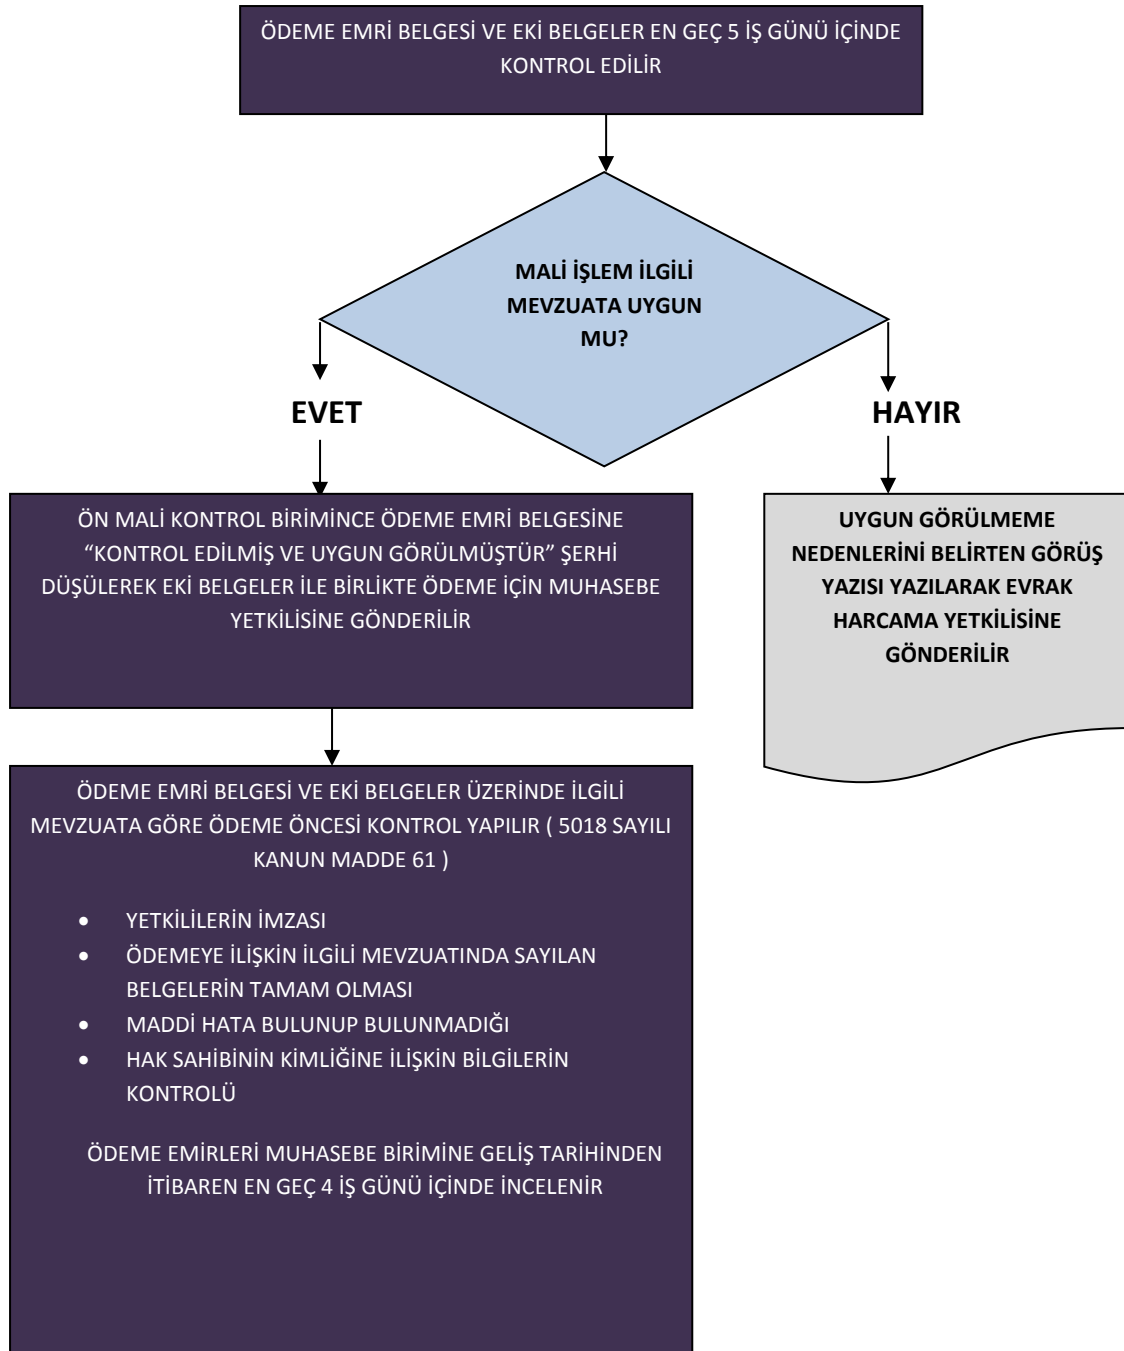 ÖDEME EMRİ BELGESİ VE EKİ BELGELER EN GEÇ 5 İŞ GÜNÜ İÇİNDE
KONTROL EDİLİR
MALİ İŞLEM İLGİLİ
MEVZUATA UYGUN
MU?
EVET
HAYIR
ÖN MALİ KONTROL BİRİMİNCE ÖDEME EMRİ BELGESİNE
“KONTROL EDİLMİŞ VE UYGUN GÖRÜLMÜŞTÜR” ŞERHİ
DÜŞÜLEREK EKİ BELGELER İLE BİRLİKTE ÖDEME İÇİN MUHASEBE
YETKİLİSİNE GÖNDERİLİR
UYGUN GÖRÜLMEME
NEDENLERİNİ BELİRTEN GÖRÜŞ
YAZISI YAZILARAK EVRAK
HARCAMA YETKİLİSİNE
GÖNDERİLİR
ÖDEME EMRİ BELGESİ VE EKİ BELGELER ÜZERİNDE İLGİLİ
MEVZUATA GÖRE ÖDEME ÖNCESİ KONTROL YAPILIR ( 5018 SAYILI
KANUN MADDE 61 )
• YETKİLİLERİN İMZASI
• ÖDEMEYE İLİŞKİN İLGİLİ MEVZUATINDA SAYILAN
BELGELERİN TAMAM OLMASI
• MADDİ HATA BULUNUP BULUNMADIĞI
• HAK SAHİBİNİN KİMLİĞİNE İLİŞKİN BİLGİLERİN
KONTROLÜ
ÖDEME EMİRLERİ MUHASEBE BİRİMİNE GELİŞ TARİHİNDEN
İTİBAREN EN GEÇ 4 İŞ GÜNÜ İÇİNDE İNCELENİR